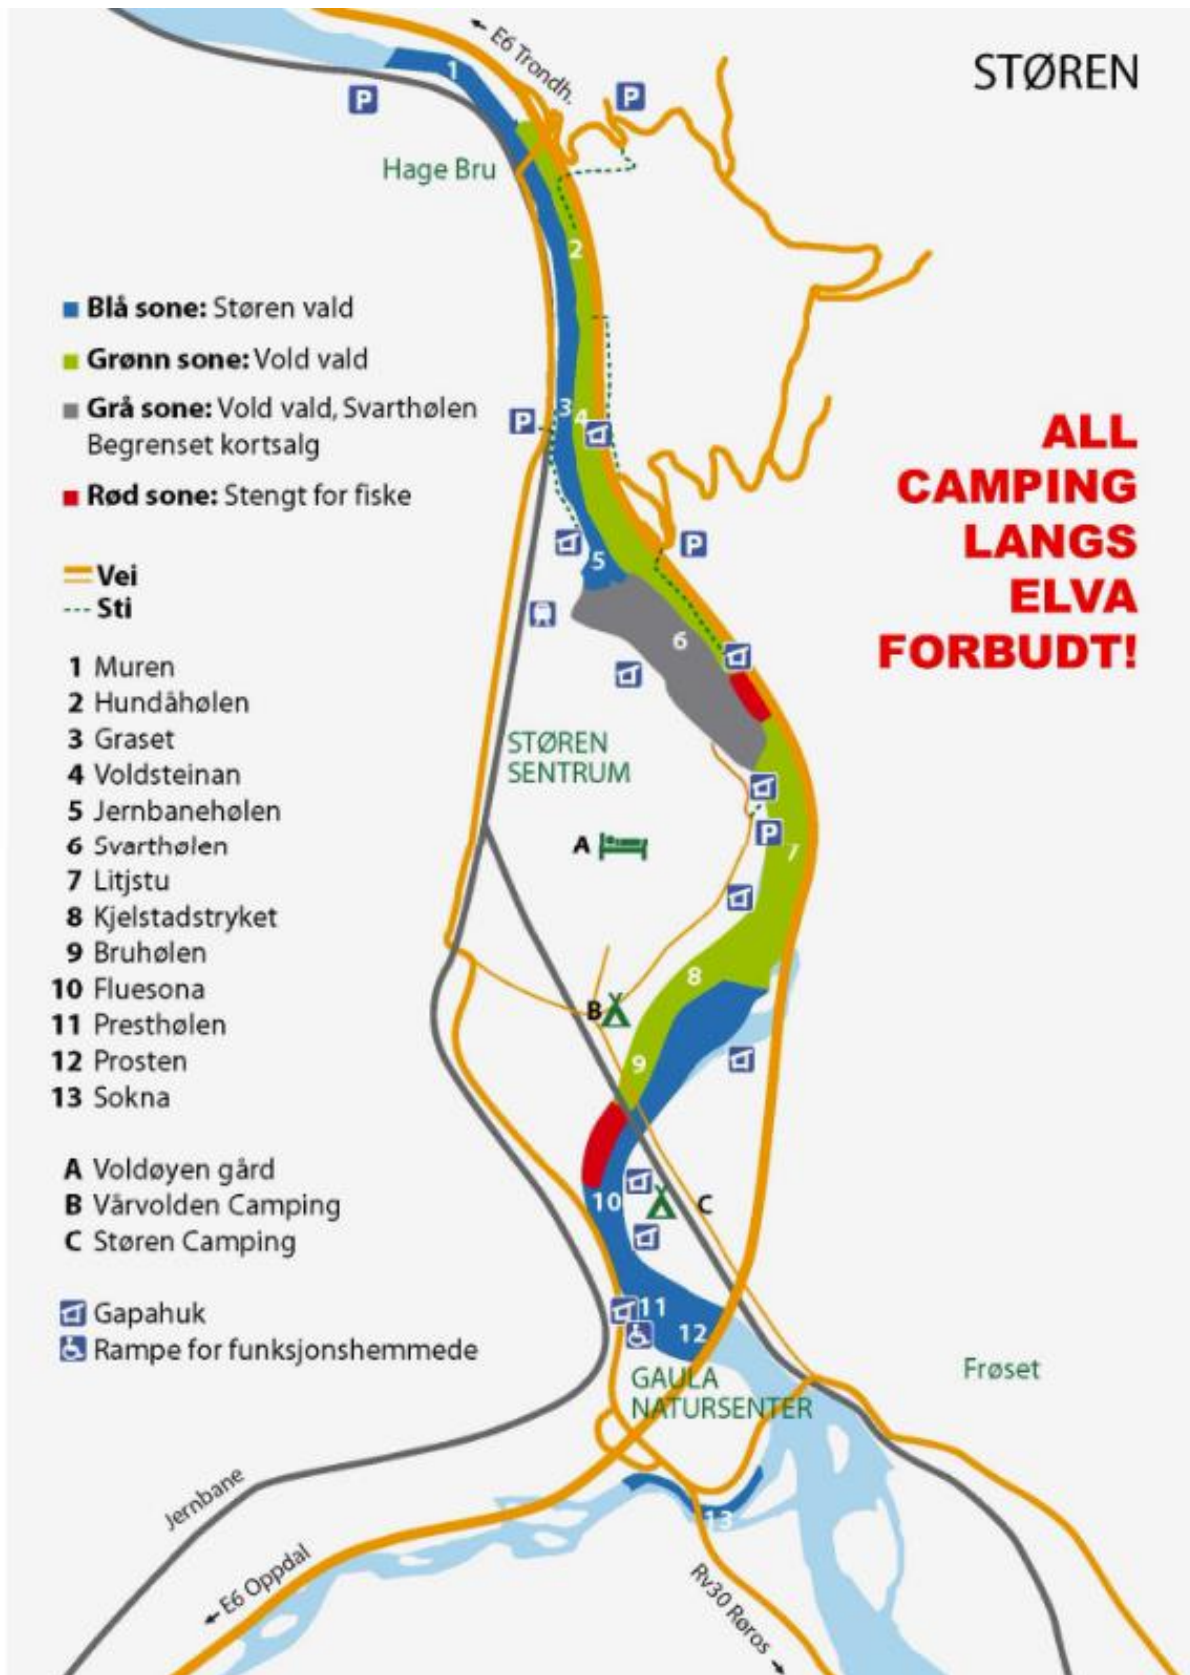 ← E6 Trondh.
STØREN
P
P
1
Hage Bru
2
Blå sone: Støren vald
Grønn sone: Vold vald
Grå sone: Vold vald, Svarthølen
Begrenset kortsalg
Rød sone: Stengt for fiske
P
3
4
ALL
CAMPING
LANGS
ELVA
FORBUDT!
5
P
Vei
Sti
6
1 Muren
2 Hundåhølen
3 Graset
4 Voldsteinan
5 Jernbanehølen
6 Svarthølen
7 Litjstu
8 Kjelstadstryket
9 Bruhølen
10 Fluesona
11 Presthølen
12 Prosten
13 Sokna
STØREN
SENTRUM
A
P
7
8
B
9
A Voldøyen gård
B Vårvolden Camping
C Støren Camping
10
C
Gapahuk
Rampe for funksjonshemmede
11
12
GAULA
NATURSENTER
Frøset
Jernbane
13
← E6 Oppdal
Rv30 Røros →